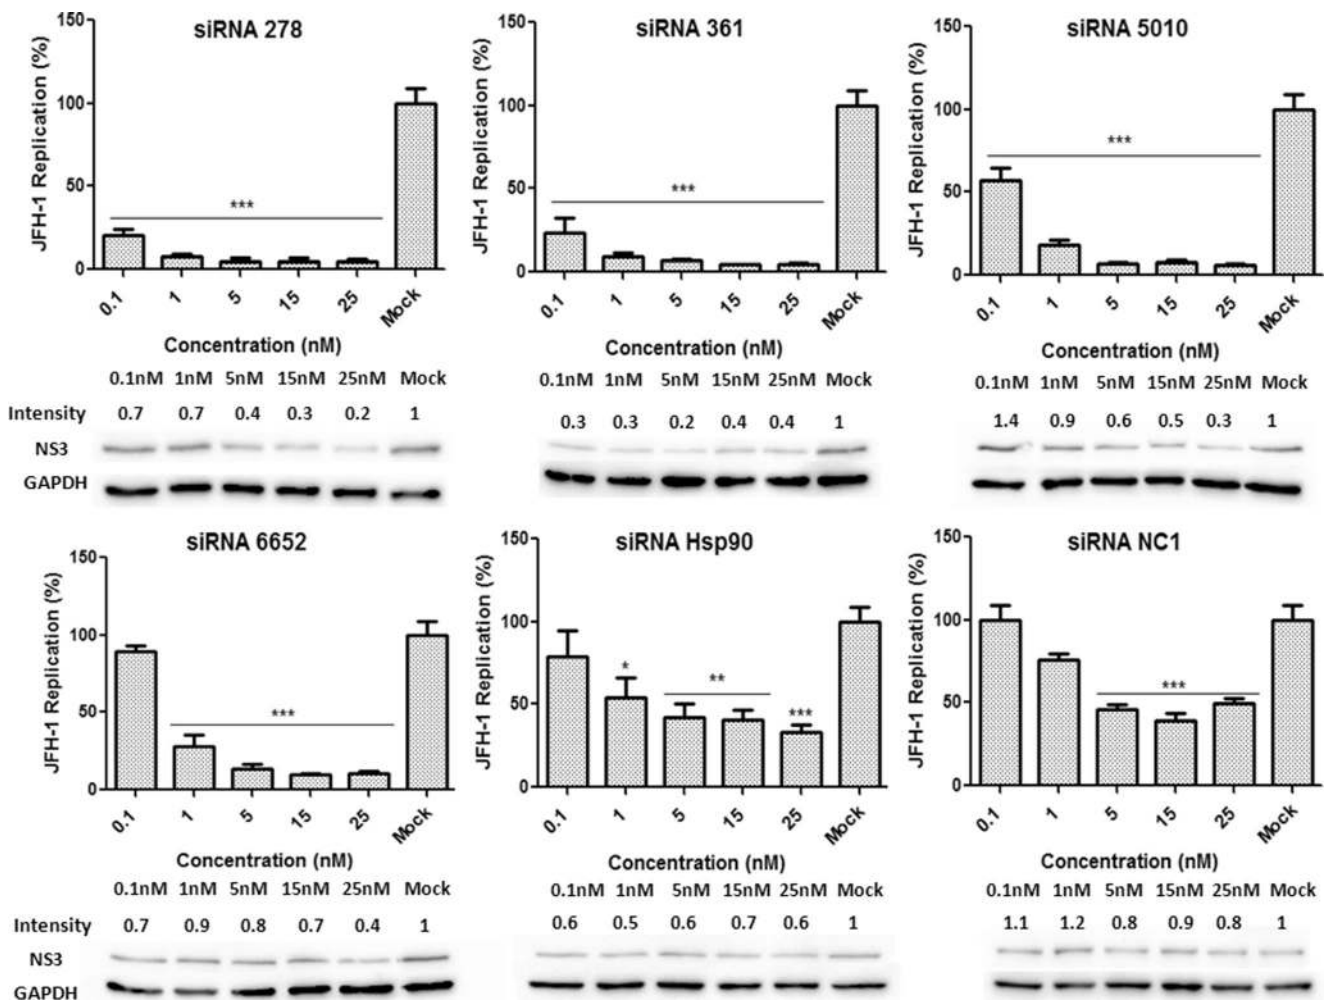 siRNA 278
JFH-1 Replication (%)
150
100
50
0
***
0.1 1 5 15 25 Mock
Concentration (nM)
0.1nM 1nM 5nM 15nM 25nM Mock
Intensity 0.7 0.7 0.4 0.3 0.2 1
NS3
GAPDH
siRNA 361
JFH-1 Replication (%)
150
100
50
0
***
0.1 1 5 15 25 Mock
Concentration (nM)
0.1nM 1nM 5nM 15nM 25nM Mock
0.3 0.3 0.2 0.4 0.4 1
siRNA 5010
JFH-1 Replication (%)
150
100
50
0
***
0.1 1 5 15 25 Mock
Concentration (nM)
0.1nM 1nM 5nM 15nM 25nM Mock
1.4 0.9 0.6 0.5 0.3 1
siRNA 6652
JFH-1 Replication (%)
150
100
50
0
***
0.1 1 5 15 25 Mock
Concentration (nM)
0.1nM 1nM 5nM 15nM 25nM Mock
Intensity 0.7 0.9 0.8 0.7 0.4 1
NS3
GAPDH
siRNA Hsp90
JFH-1 Replication (%)
150
100
50
0
*
**
***
0.1 1 5 15 25 Mock
Concentration (nM)
0.1nM 1nM 5nM 15nM 25nM Mock
0.6 0.5 0.6 0.7 0.6 1
siRNA NC1
JFH-1 Replication (%)
150
100
50
0
***
0.1 1 5 15 25 Mock
Concentration (nM)
0.1nM 1nM 5nM 15nM 25nM Mock
1.1 1.2 0.8 0.9 0.8 1